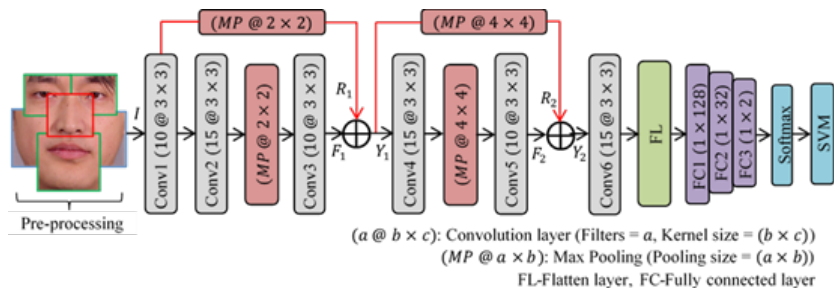 (MP @ 2 × 2)
(MP @ 4 × 4)
I
Conv1 (10 @ 3 × 3)
Conv2 (15 @ 3 × 3)
(MP @ 2 × 2)
Conv3 (10 @ 3 × 3)
R₁
F₁
Y₁
Conv4 (15 @ 3 × 3)
(MP @ 4 × 4)
Conv5 (10 @ 3 × 3)
R₂
F₂
Y₂
Conv6 (15 @ 3 × 3)
FL
FC1 (1 × 128)
FC2 (1 × 32)
FC3 (1 × 2)
Softmax
SVM
Pre-processing
(a @ b × c): Convolution layer (Filters = a, Kernel size = (b × c))
(MP @ a × b): Max Pooling (Pooling size = (a × b))
FL-Flatten layer, FC-Fully connected layer